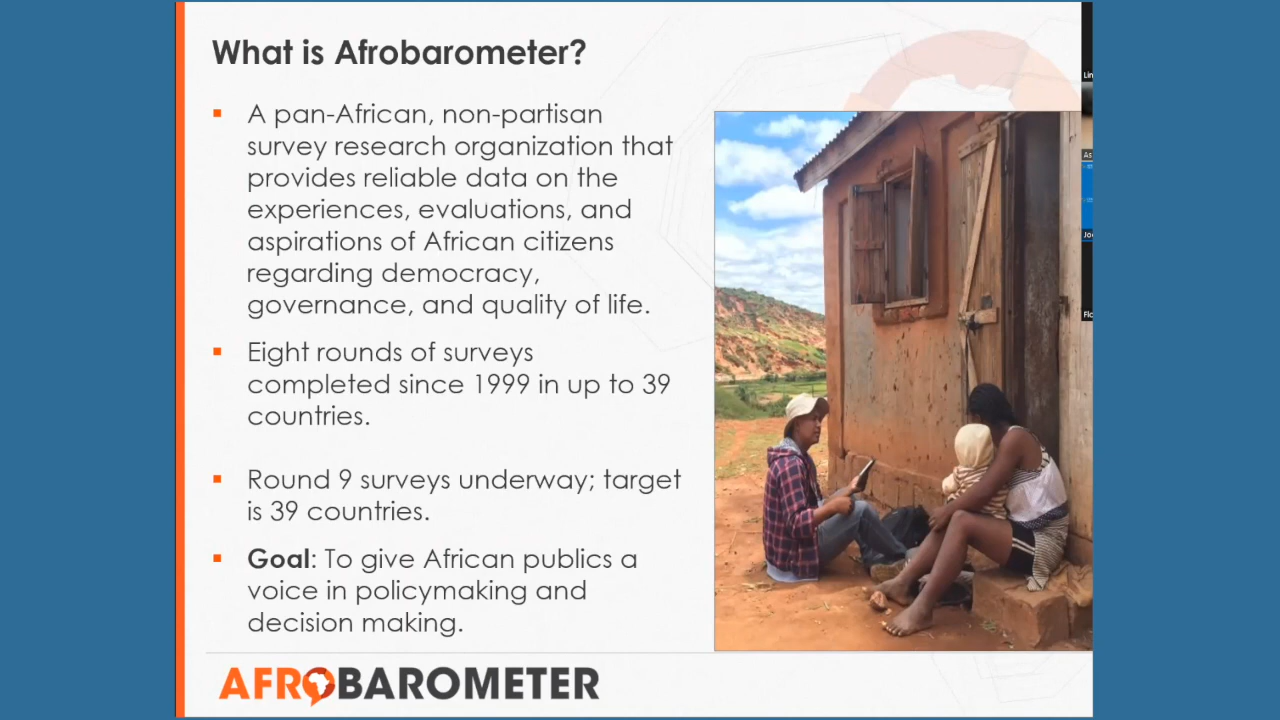 What is Afrobarometer?
A pan-African, non-partisan
survey research organization that
provides reliable data on the
experiences, evaluations, and
aspirations of African citizens
regarding democracy,
governance, and quality of life.
Eight rounds of surveys
completed since 1999 in up to 39
countries.
Round 9 surveys underway; target
is 39 countries.
Goal: To give African publics a
voice in policymaking and
decision making.
AFROBAROMETER